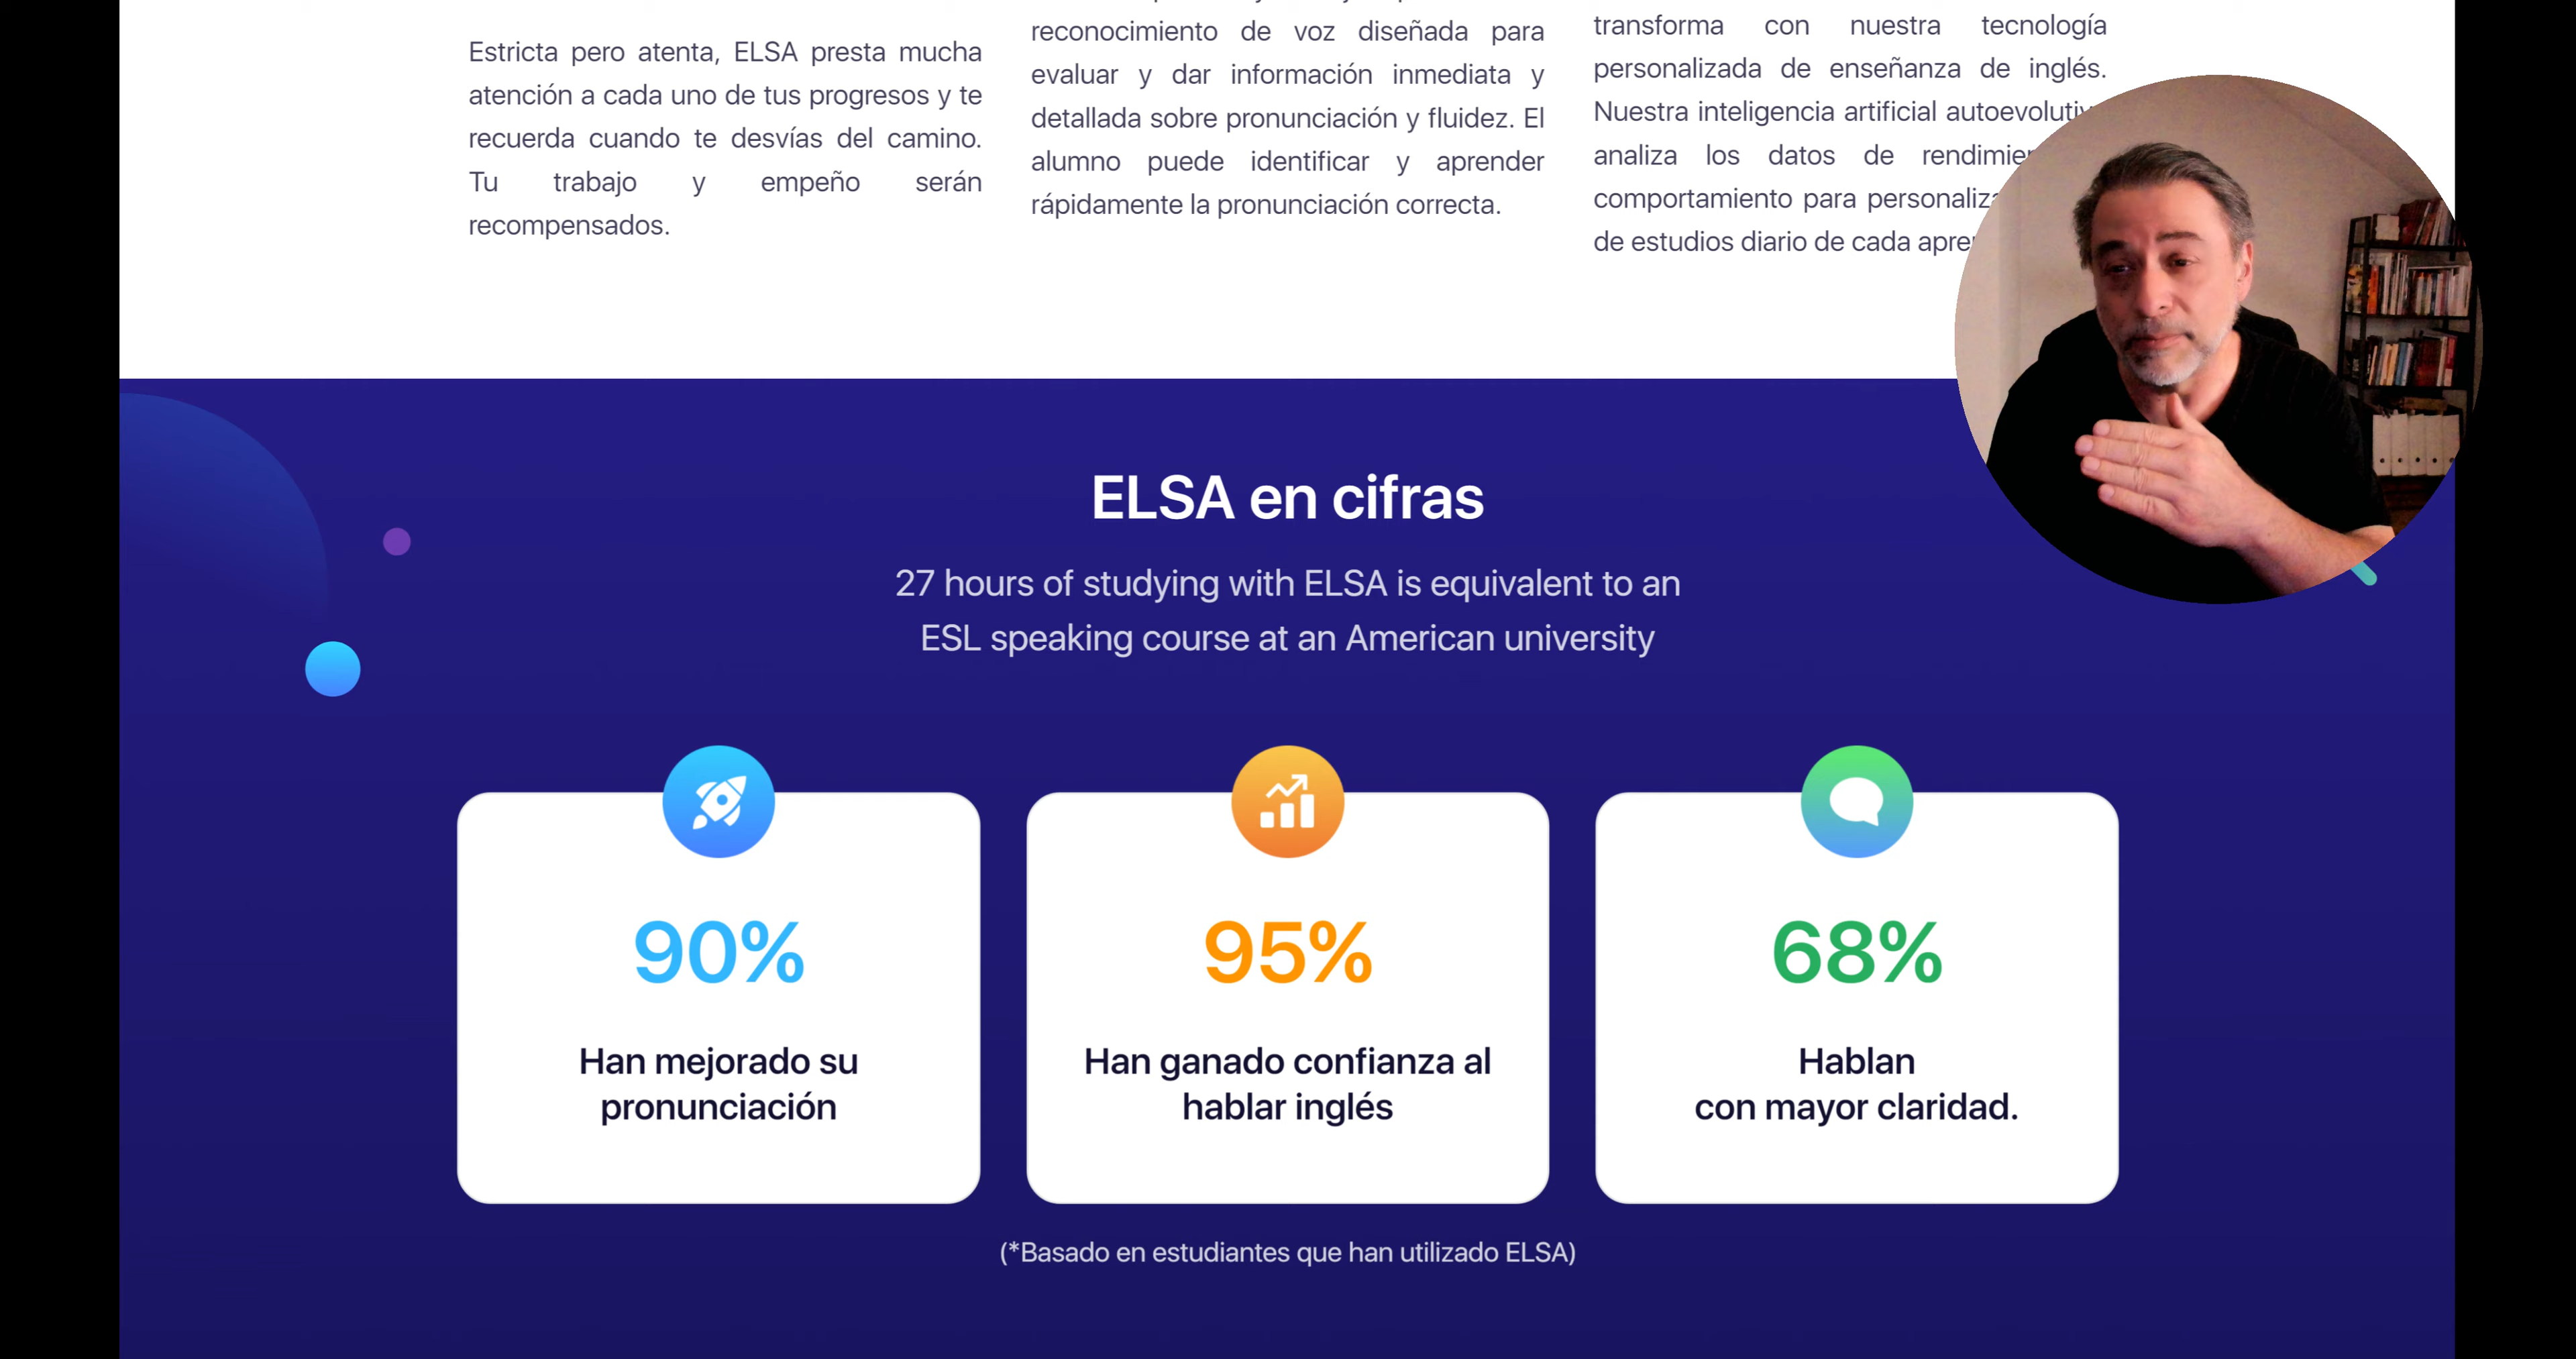 Estricta pero atenta, ELSA presta mucha
atención a cada uno de tus progresos y te
recuerda cuando te desvías del camino.
Tu trabajo y empeño serán
recompensados.
reconocimiento de voz diseñada para
evaluar y dar información inmediata y
detallada sobre pronunciación y fluidez. El
alumno puede identificar y aprender
rápidamente la pronunciación correcta.
transforma con nuestra tecnología
personalizada de enseñanza de inglés.
Nuestra inteligencia artificial
analiza los datos de
comportamiento para
de estudios diario de cada
ELSA en cifras
27 hours of studying with ELSA is equivalent to an
ESL speaking course at an American university
90%
Han mejorado su
pronunciación
95%
Han ganado confianza al
hablar inglés
68%
Hablan
con mayor claridad.
(*Basado en estudiantes que han utilizado ELSA)